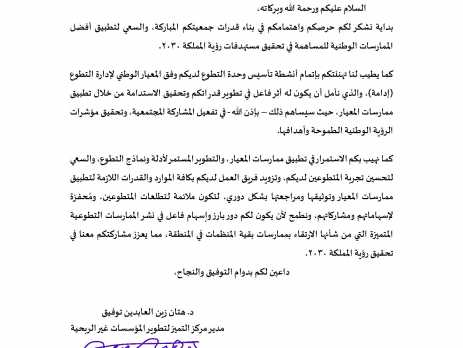 السلام عليكم ورحمة الله وبركاته،
بداية نشكر لكم حرصكم واهتمامكم في بناء قدرات جمعيتكم المباركة، والسعي لتطبيق أفضل
الممارسات الوطنية للمساهمة في تحقيق مستهدفات رؤية المملكة ٢٠٣٠.
كما يطيب لنا تهنئتكم بإتمام أنشطة تأسيس وحدة التطوع لديكم وفق المعيار الوطني لإدارة التطوع
(إدامة)، والذي نأمل أن يكون له أثر فاعل في تطوير قدراتكم وتحقيق الاستدامة من خلال تطبيق
ممارسات المعيار، حيث سيساهم ذلك – بإذن الله - في تفعيل المشاركة المجتمعية، وتحقيق مؤشرات
الرؤية الوطنية الطموحة وأهدافها.
كما نهيب بكم الاستمرار في تطبيق ممارسات المعيار، والتطوير المستمر لأدلة ونماذج التطوع، والسعي
لتحسين تجربة المتطوعين لديكم، وتزويد فريق العمل لديكم بكافة الموارد والقدرات اللازمة لتطبيق
ممارسات المعيار وتوثيقها ومراجعتها بشكل دوري، لتكون ملائمة لتطلعات المتطوعين، ومُحفزة
لإسهاماتهم ومشاركاتهم، ونطمح لأن يكون لكم دور بارز وإسهام فاعل في نشر الممارسات التطوعية
المتميزة التي من شأنها الارتقاء بممارسات بقية المنظمات في المنطقة، مما يعزز مشاركتكم معنا في
تحقيق رؤية المملكة ٢٠٣٠.
داعين لكم بدوام التوفيق والنجاح،
د. هتان زين العابدين توفيق
مدير مركز التميز لتطوير المؤسسات غير الربحية